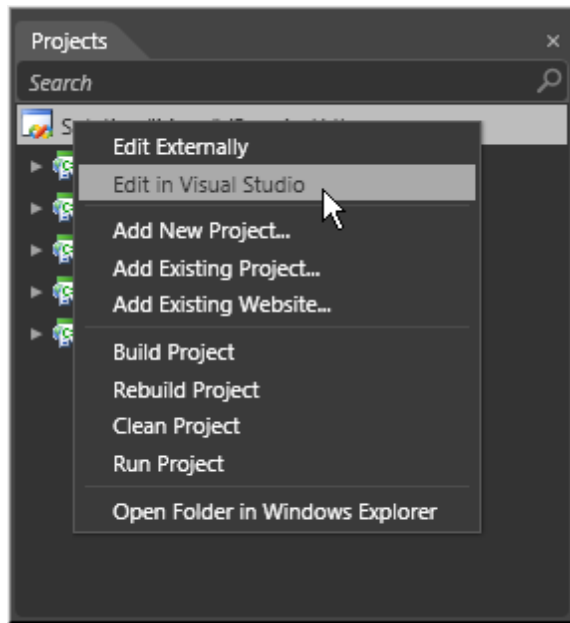 Projects
Search
Edit Externally
Edit in Visual Studio
Add New Project...
Add Existing Project...
Add Existing Website...
Build Project
Rebuild Project
Clean Project
Run Project
Open Folder in Windows Explorer